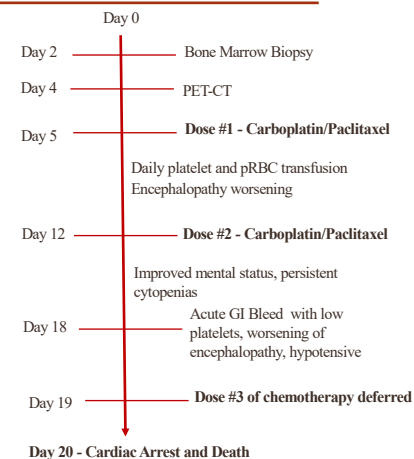 Day 0
Day 2 Bone Marrow Biopsy
Day 4 PET-CT
Day 5 Dose #1 - Carboplatin/Paclitaxel
Daily platelet and pRBC transfusion
Encephalopathy worsening
Day 12 Dose #2 - Carboplatin/Paclitaxel
Improved mental status, persistent
cytopenias
Day 18 Acute GI Bleed with low
platelets, worsening of
encephalopathy, hypotensive
Day 19 Dose #3 of chemotherapy deferred
Day 20 - Cardiac Arrest and Death